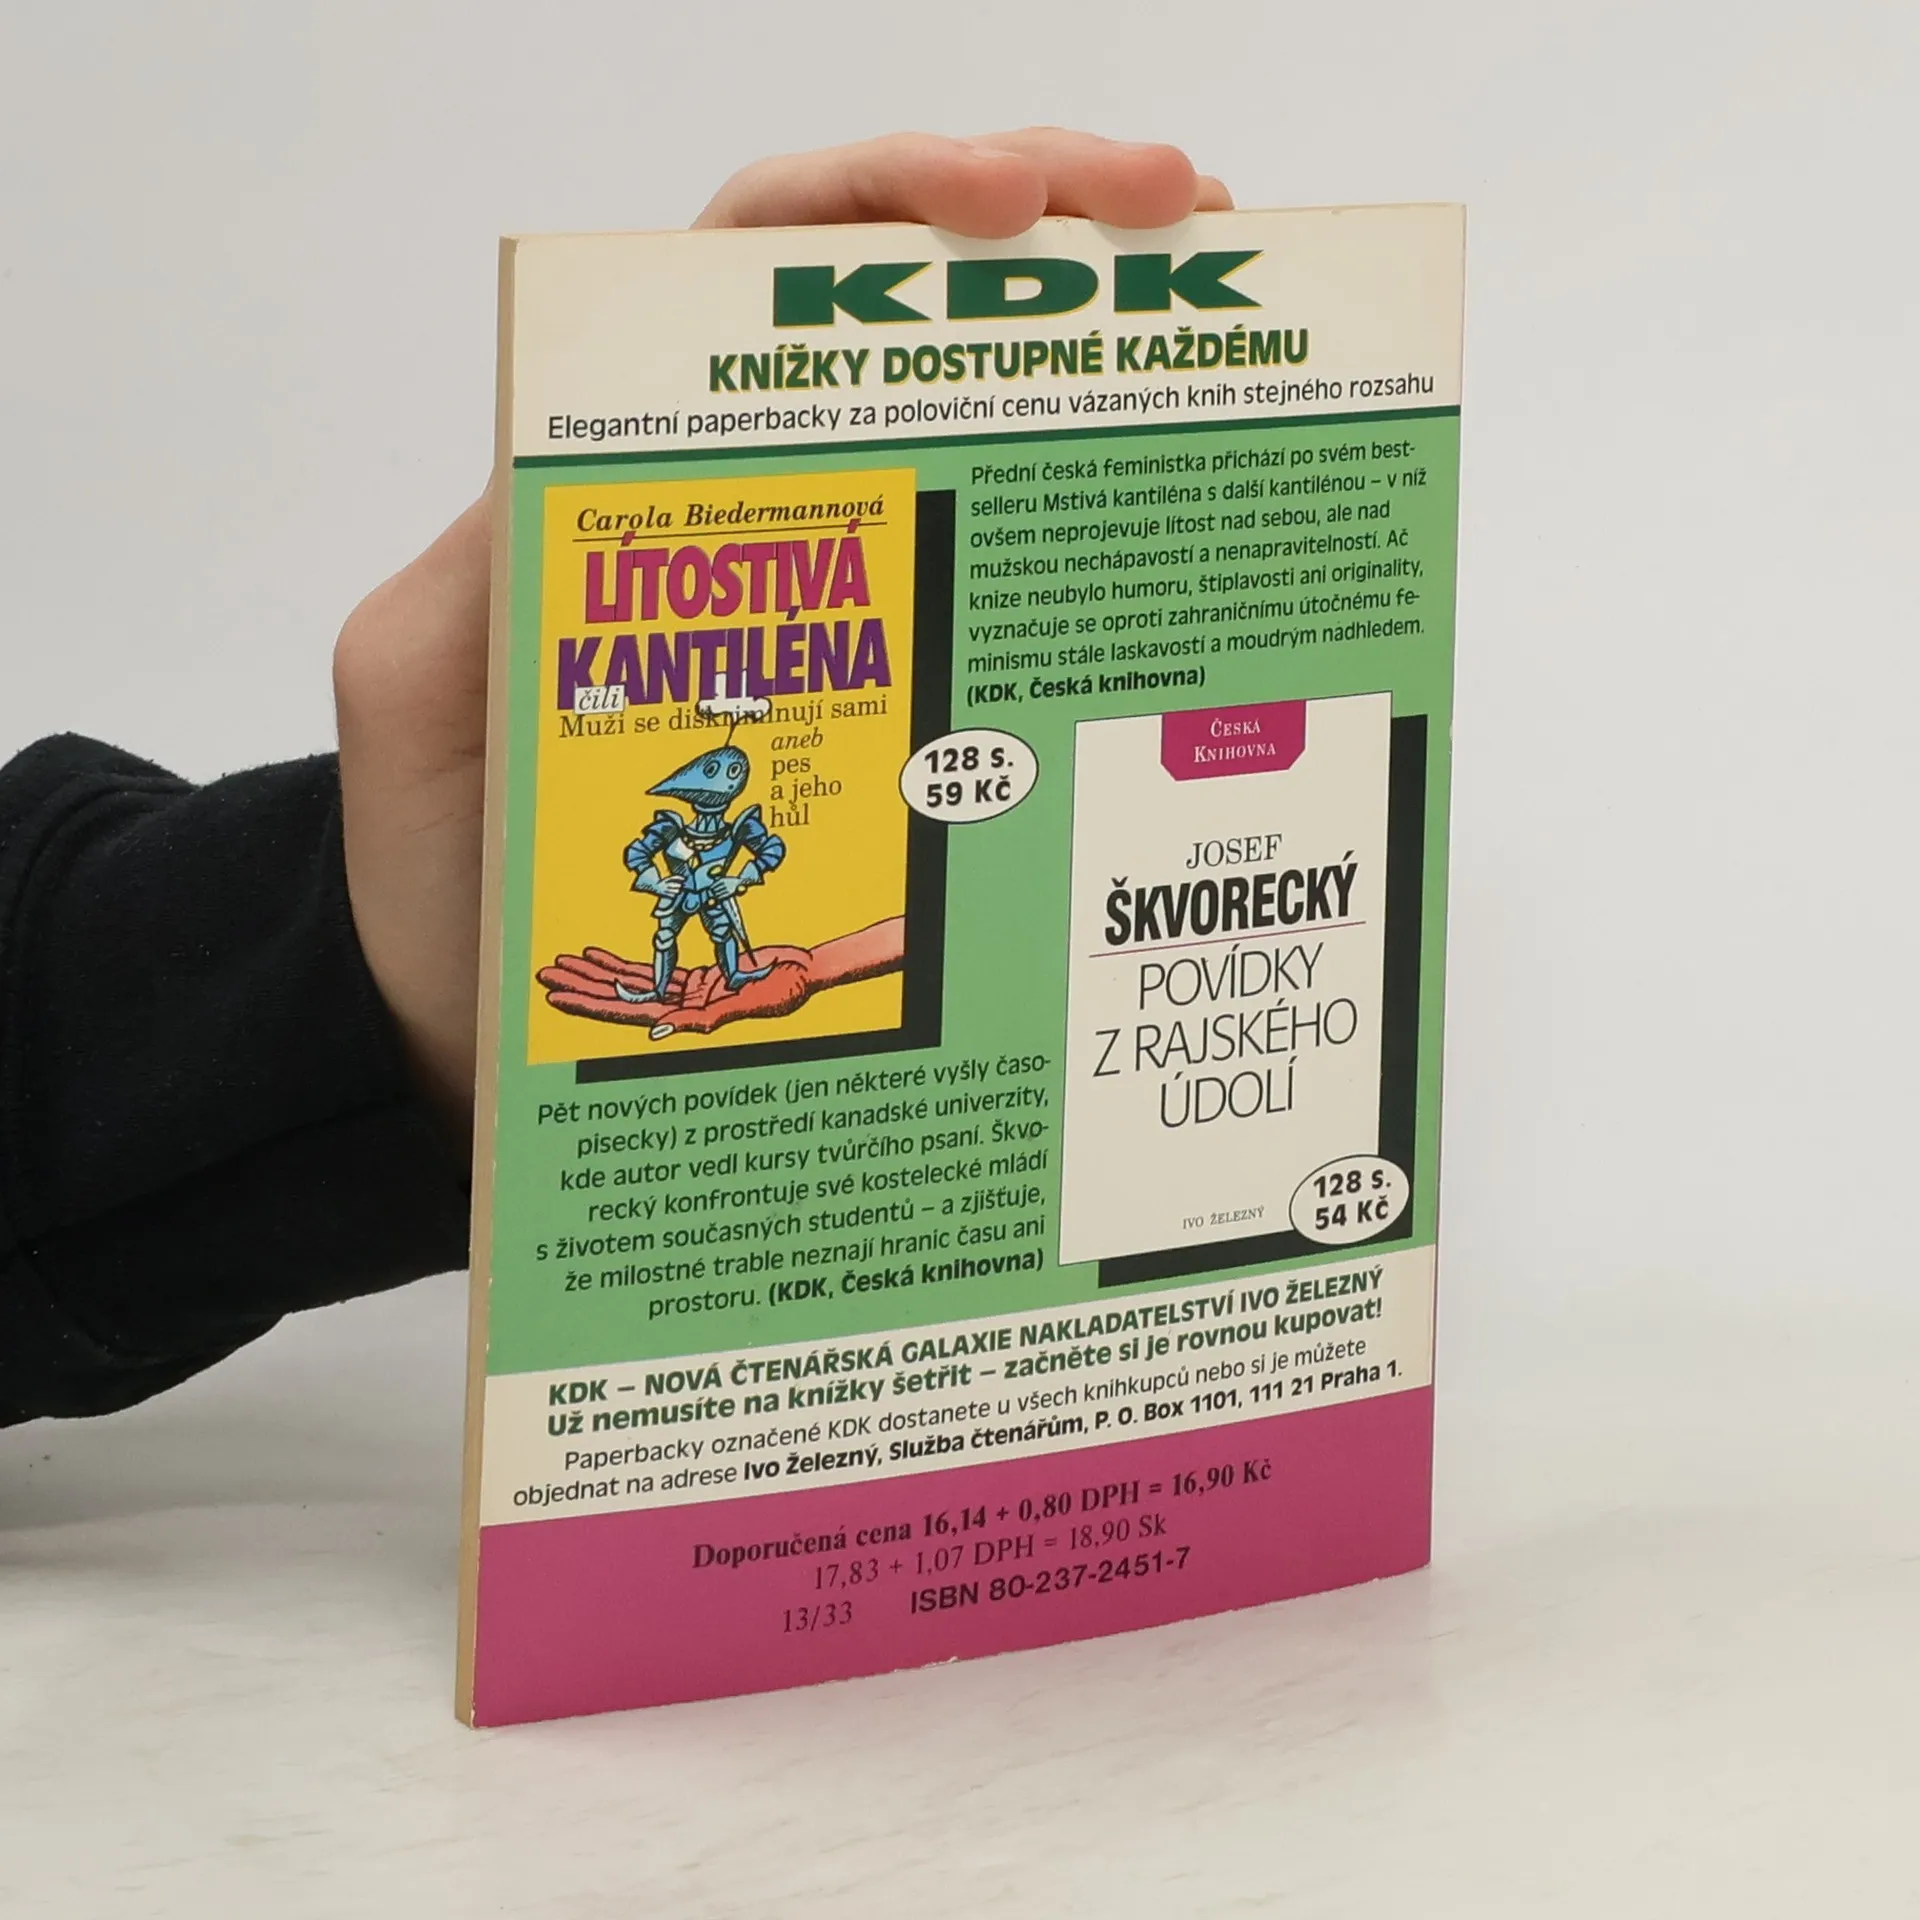 KDK
KNÍŽKY DOSTUPNÉ KAŽDÉMU
Elegantní paperbacky za poloviční cenu vázaných knih stejného rozsahu
Carola Biedermannová
LÍTOSTIVÁ
KANTILÉNA
čili
Muži se diskriminují sami
aneb
pes
a jeho
hůl
Přední česká feministka přichází po svém best-
selleru Mstivá kantiléna s další kantilénou – v níž
ovšem neprojevuje lítost nad sebou, ale nad
mužskou nechápavostí a nenapravitelností. Ač
knize neubylo humoru, štiplavosti ani originality,
vyznačuje se oproti zahraničnímu útočnému fe-
minismu stále laskavostí a moudrým nadhledem.
(KDK, Česká knihovna)
128 s.
59 Kč
ČESKÁ
KNIHOVNA
JOSEF
ŠKVORECKÝ
POVÍDKY
Z RAJSKÉHO
ÚDOLÍ
IVO ŽELEZNÝ
128 s.
54 Kč
Pět nových povídek (jen některé vyšly časo-
pisecky) z prostředí kanadské univerzity,
kde autor vedl kursy tvůrčího psaní. Škvo-
recký konfrontuje své kostelecké mládí
s životem současných studentů – a zjišťuje,
že milostné trable neznají hranic času ani
prostoru. (KDK, Česká knihovna)
KDK – NOVÁ ČTENÁŘSKÁ GALAXIE NAKLADATELSTVÍ IVO ŽELEZNÝ
Už nemusíte na knížky šetřit – začněte si je rovnou kupovat!
Paperbacky označené KDK dostanete u všech knihkupců nebo si je můžete
objednat na adrese Ivo Železný, Služba čtenářům, P. O. Box 1101, 111 21 Praha 1.
Doporučená cena 16,14 + 0,80 DPH = 16,90 Kč
17,83 + 1,07 DPH = 18,90 Sk
13/33 ISBN 80-237-2451-7